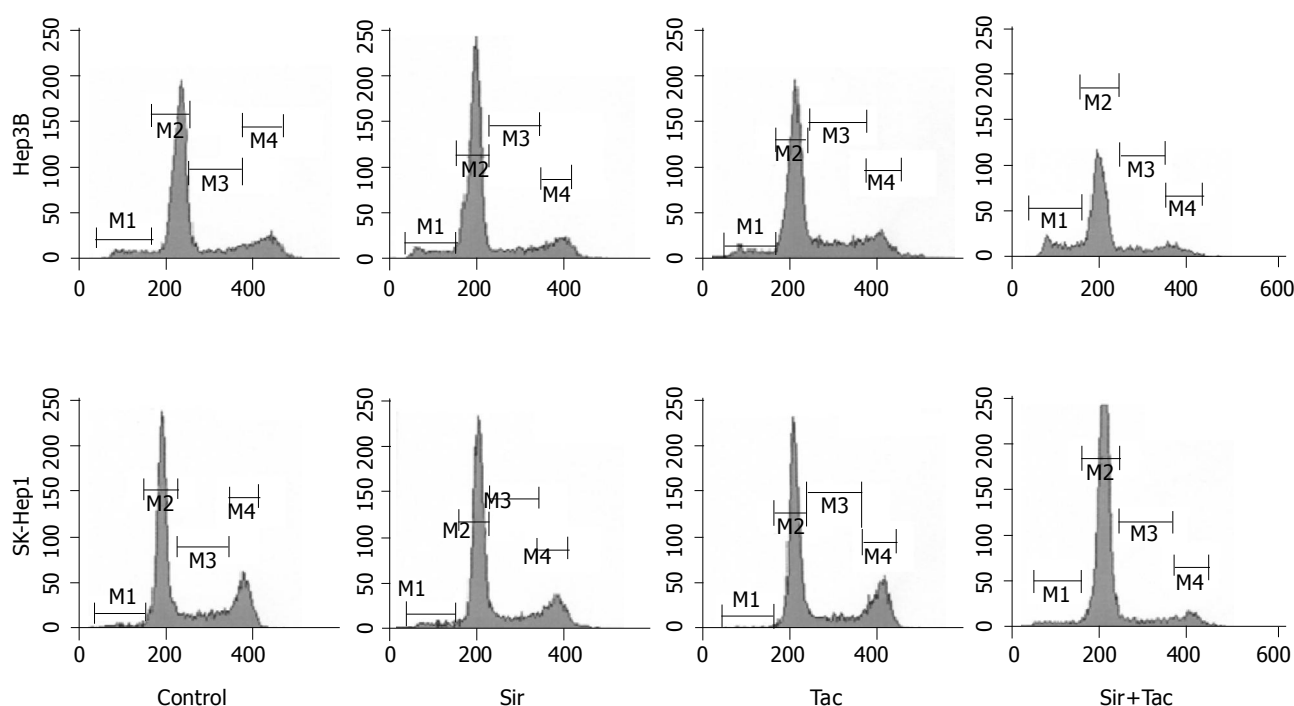 Hep3B
250
200
150
100
50
0
M1
M2
M3
M4
0 200 400
250
200
150
100
50
0
M1
M2
M3
M4
0 200 400
250
200
150
100
50
0
M1
M2
M3
M4
0 200 400
250
200
150
100
50
0
M1
M2
M3
M4
0 200 400 600
SK-Hep1
250
200
150
100
50
0
M1
M2
M3
M4
0 200 400
Control
250
200
150
100
50
0
M1
M2
M3
M4
0 200 400
Sir
250
200
150
100
50
0
M1
M2
M3
M4
0 200 400
Tac
250
200
150
100
50
0
M1
M2
M3
M4
0 200 400 600
Sir+Tac